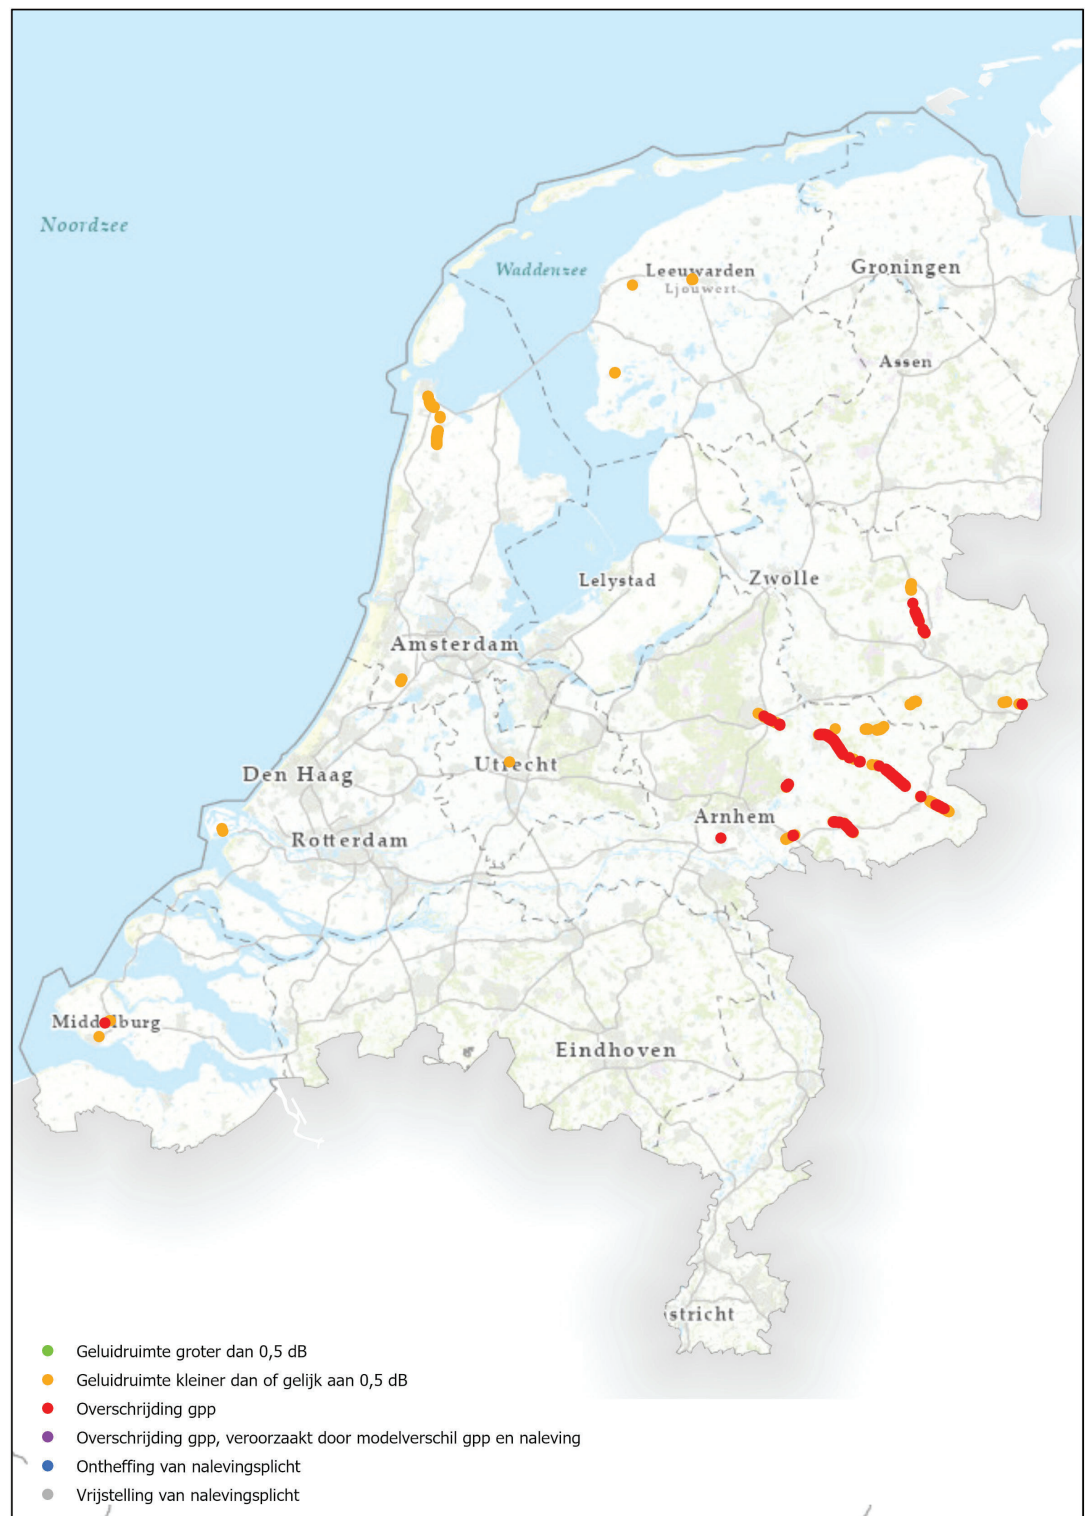 Noordzee
Waddenzee
Leeuwarden
Ljouwert
Groningen
Assen
Lelystad
Zwolle
Amsterdam
Utrecht
Den Haag
Rotterdam
Arnhem
Middelburg
Eindhoven
stricht
Geluidruimte groter dan 0,5 dB
Geluidruimte kleiner dan of gelijk aan 0,5 dB
Overschrijding gpp
Overschrijding gpp, veroorzaakt door modelverschil gpp en naleving
Ontheffing van nalevingsplicht
Vrijstelling van nalevingsplicht